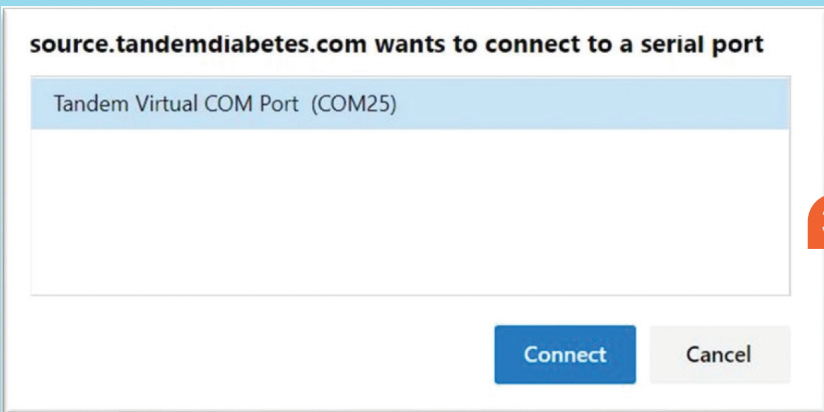 source.tandemdiabetes.com wants to connect to a serial port
Tandem Virtual COM Port (COM25)
Connect
Cancel